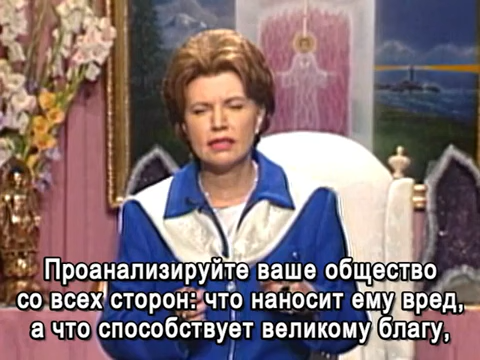 Проанализируйте ваше общество
со всех сторон: что наносит ему вред,
а что способствует великому благу,